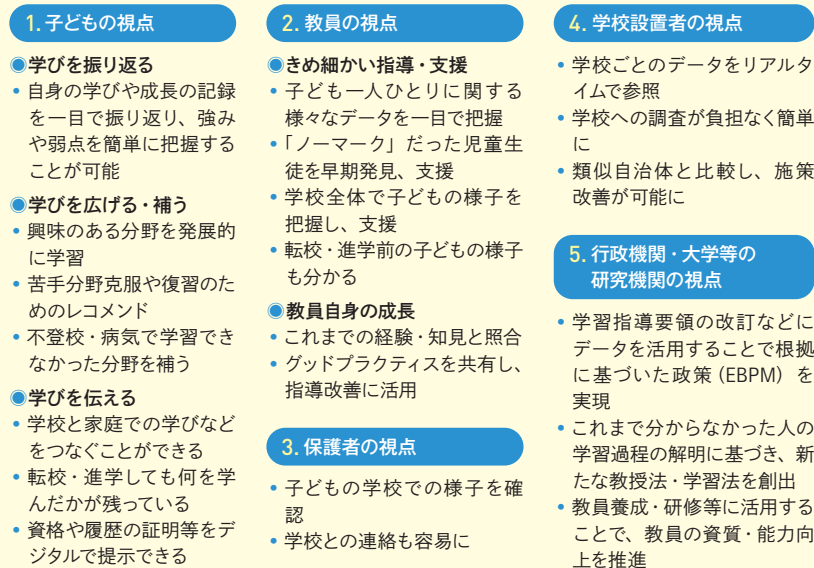 1. 子どもの視点
◉学びを振り返る
• 自身の学びや成長の記録
を一目で振り返り、強み
や弱点を簡単に把握する
ことが可能
◉学びを広げる・補う
• 興味のある分野を発展的
に学習
• 苦手分野克服や復習のた
めのレコメンド
• 不登校・病気で学習でき
なかった分野を補う
◉学びを伝える
• 学校と家庭での学びなど
をつなぐことができる
• 転校・進学しても何を学
んだかが残っている
• 資格や履歴の証明等をデ
ジタルで提示できる
2. 教員の視点
◉きめ細かい指導・支援
• 子ども一人ひとりに関する
様々なデータを一目で把握
• 「ノーマーク」だった児童生
徒を早期発見、支援
• 学校全体で子どもの様子を
把握し、支援
• 転校・進学前の子どもの様子
も分かる
◉教員自身の成長
• これまでの経験・知見と照合
• グッドプラクティスを共有し、
指導改善に活用
3. 保護者の視点
• 子どもの学校での様子を確
認
• 学校との連絡も容易に
4. 学校設置者の視点
• 学校ごとのデータをリアルタ
イムで参照
• 学校への調査が負担なく簡単
に
• 類似自治体と比較し、施策
改善が可能に
5. 行政機関・大学等の
研究機関の視点
• 学習指導要領の改訂などに
データを活用することで根拠
に基づいた政策(EBPM)を
実現
• これまで分からなかった人の
学習過程の解明に基づき、新
たな教授法・学習法を創出
• 教員養成・研修等に活用する
ことで、教員の資質・能力向
上を推進